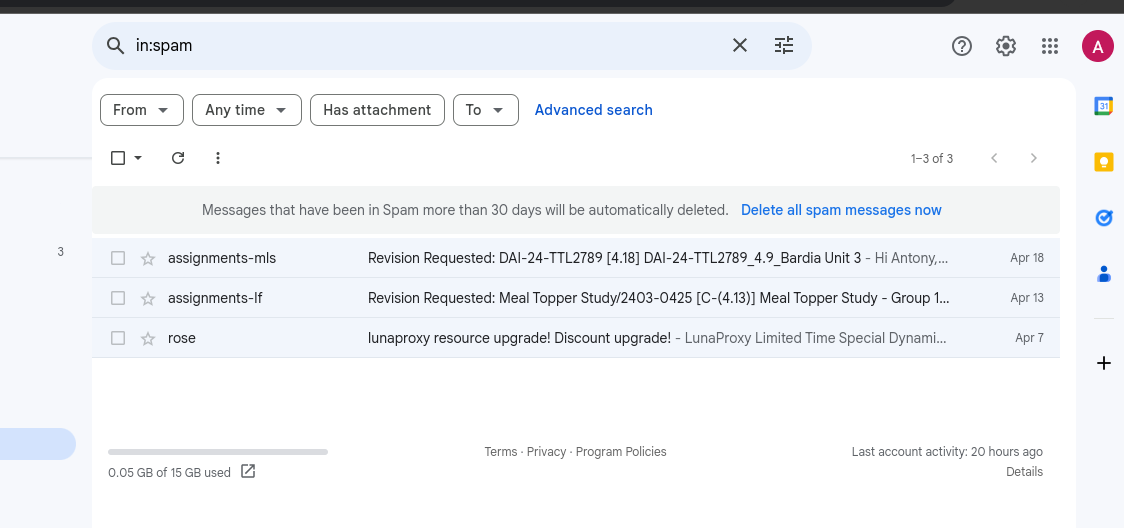 in:spam
A
From
Any time
Has attachment
To
Advanced search
31
1–3 of 3
Messages that have been in Spam more than 30 days will be automatically deleted. Delete all spam messages now
3
assignments-mls Revision Requested: DAI-24-TTL2789 [4.18] DAI-24-TTL2789_4.9_Bardia Unit 3 - Hi Antony,... Apr 18
assignments-lf Revision Requested: Meal Topper Study/2403-0425 [C-(4.13)] Meal Topper Study - Group 1... Apr 13
rose lunaproxy resource upgrade! Discount upgrade! - LunaProxy Limited Time Special Dynami... Apr 7
Terms · Privacy · Program Policies
Last account activity: 20 hours ago
0.05 GB of 15 GB used
Details